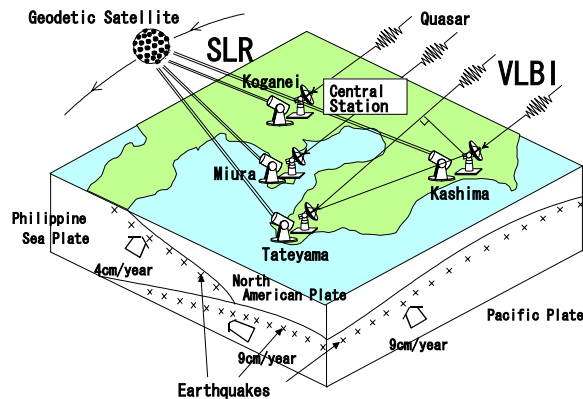 Geodetic Satellite
SLR
Quasar
VLBI
Koganei
Central
Station
Miura
Kashima
Tateyama
Philippine
Sea Plate
4cm/year
North
American Plate
Pacific Plate
9cm/year
9cm/year
Earthquakes